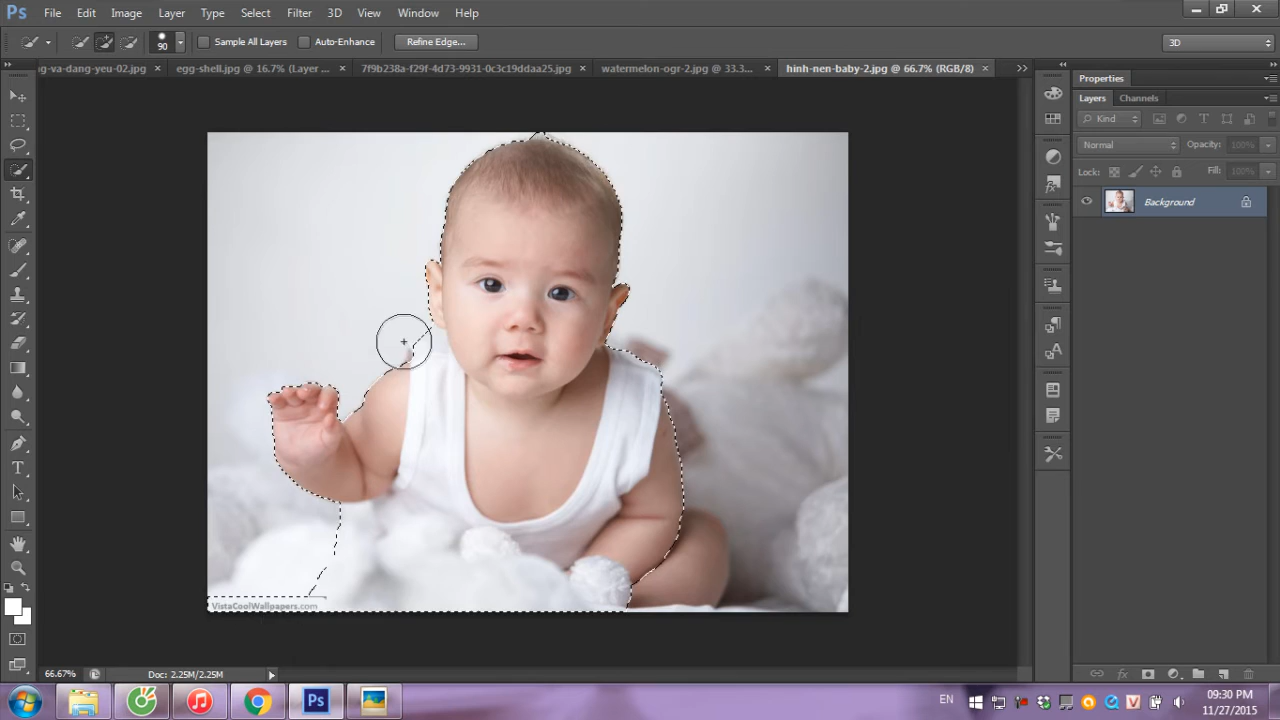 Ps File Edit Image Layer Type Select Filter 3D View Window Help
90 Sample All Layers Auto-Enhance Refine Edge... 3D
ng-va-dang-yeu-02.jpg × egg-shell.jpg @ 16.7% (Layer ... × 7f9b238a-f29f-4d73-9931-0c3c19ddaa25.jpg × watermelon-ogr-2.jpg @ 33.3... × hinh-nen-baby-2.jpg @ 66.7% (RGB/8) ×
Properties
Layers Channels
Kind
Normal Opacity: 100%
Lock: Fill: 100%
Background
VistaCoolWallpapers.com
66.67% Doc: 2.25M/2.25M
Ps EN 09:30 PM
11/27/2015